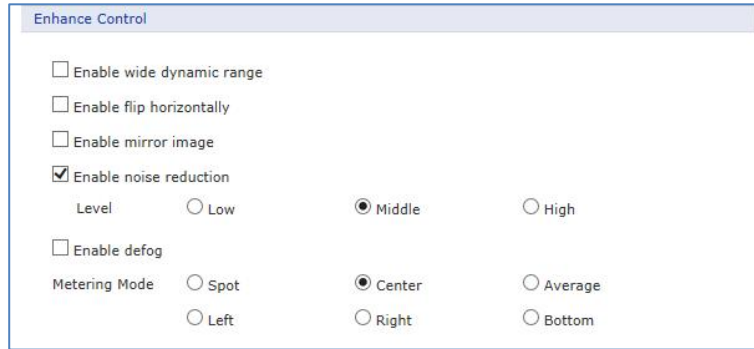 Enhance Control
Enable wide dynamic range
Enable flip horizontally
Enable mirror image
Enable noise reduction
Level Low Middle High
Enable defog
Metering Mode Spot Center Average
Left Right Bottom